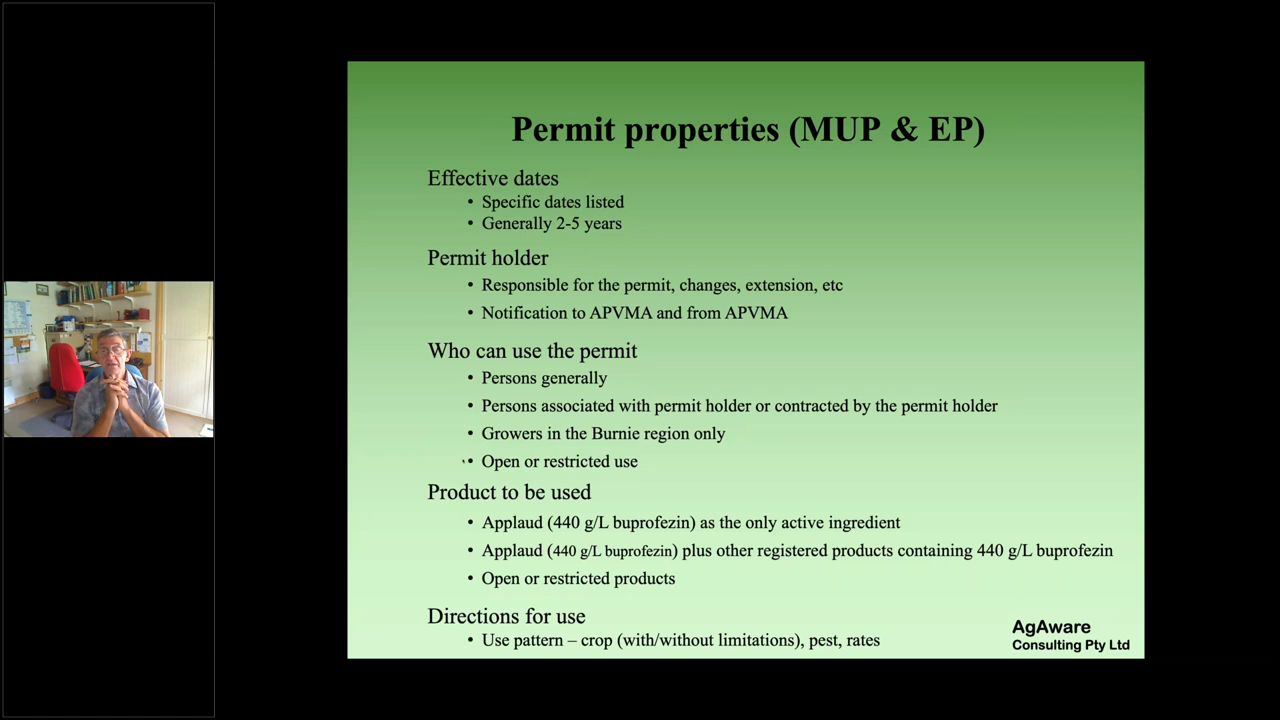 Permit properties (MUP & EP)
Effective dates
• Specific dates listed
• Generally 2-5 years
Permit holder
• Responsible for the permit, changes, extension, etc
• Notification to APVMA and from APVMA
Who can use the permit
• Persons generally
• Persons associated with permit holder or contracted by the permit holder
• Growers in the Burnie region only
• Open or restricted use
Product to be used
• Applaud (440 g/L buprofezin) as the only active ingredient
• Applaud (440 g/L buprofezin) plus other registered products containing 440 g/L buprofezin
• Open or restricted products
Directions for use
• Use pattern – crop (with/without limitations), pest, rates
AgAware
Consulting Pty Ltd